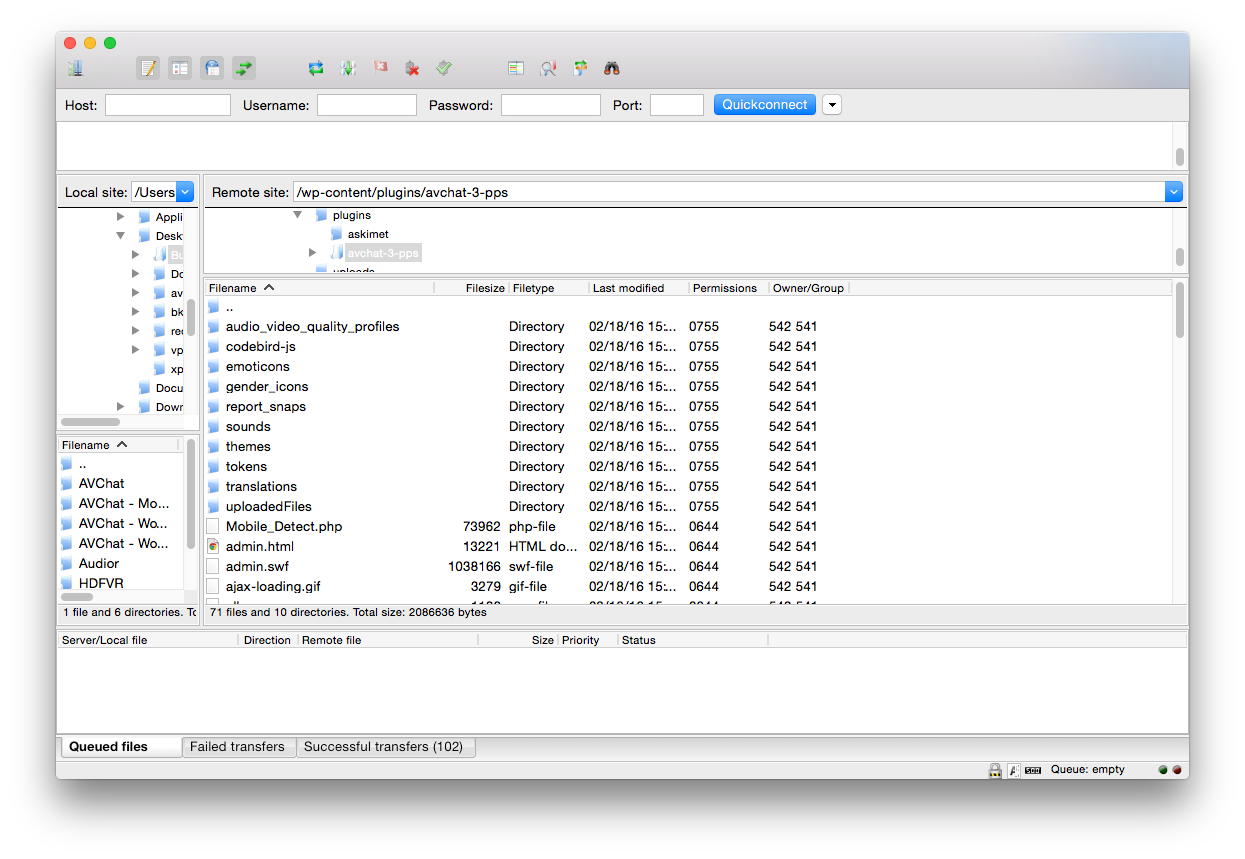 Host: Username: Password: Port: Quickconnect
Local site: /Users
Remote site: /wp-content/plugins/avchat-3-pps
Appli
Desk
Bu
Do
av
bk
rec
vp
xp
Docu
Down
plugins
askimet
avchat-3-pps
uploads
Filename
..
AVChat
AVChat - Mo...
AVChat - Wo...
AVChat - Wo...
Audior
HDFVR
1 file and 6 directories. To
Filename Filesize Filetype Last modified Permissions Owner/Group
..
audio_video_quality_profiles Directory 02/18/16 15:... 0755 542 541
codebird-js Directory 02/18/16 15:... 0755 542 541
emoticons Directory 02/18/16 15:... 0755 542 541
gender_icons Directory 02/18/16 15:... 0755 542 541
report_snaps Directory 02/18/16 15:... 0755 542 541
sounds Directory 02/18/16 15:... 0755 542 541
themes Directory 02/18/16 15:... 0755 542 541
tokens Directory 02/18/16 15:... 0755 542 541
translations Directory 02/18/16 15:... 0755 542 541
uploadedFiles Directory 02/18/16 15:... 0755 542 541
Mobile_Detect.php 73962 php-file 02/18/16 15:... 0644 542 541
admin.html 13221 HTML do... 02/18/16 15:... 0644 542 541
admin.swf 1038166 swf-file 02/18/16 15:... 0644 542 541
ajax-loading.gif 3279 gif-file 02/18/16 15:... 0644 542 541
71 files and 10 directories. Total size: 2086636 bytes
Server/Local file Direction Remote file Size Priority Status
Queued files Failed transfers Successful transfers (102)
Queue: empty